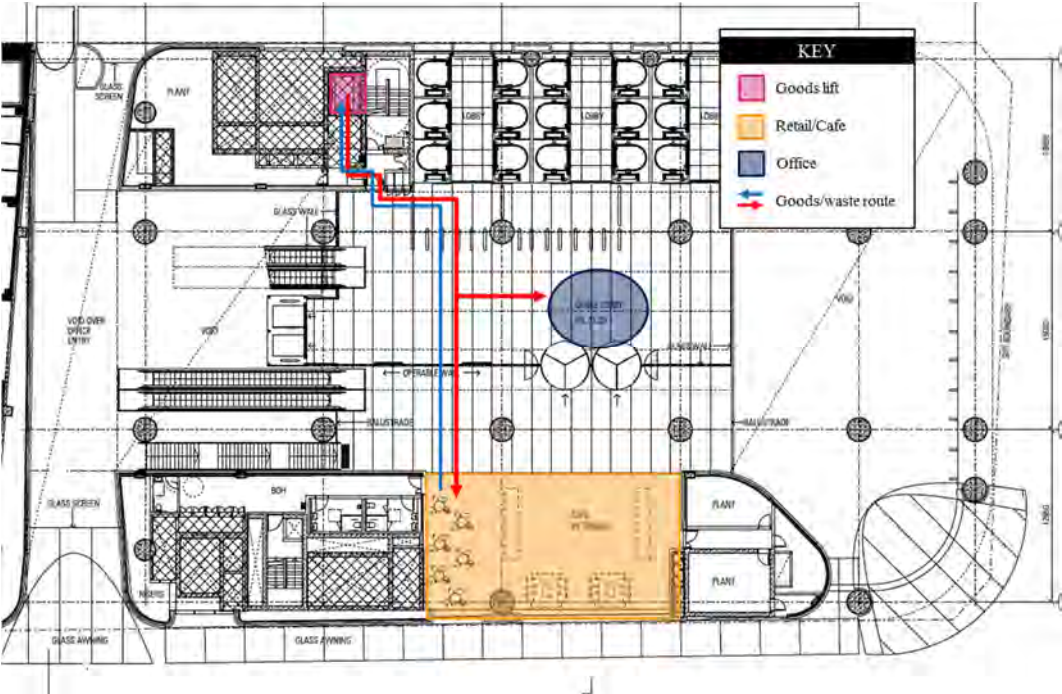 KEY
Goods lift
Retail/Cafe
Office
Goods/waste route
GLASS
SCREEN
PLANT
LOBBY
LOBBY
LOBBY
GLASS WALL
VOID OVER
OFFICE
ENTRY
VOID
VOID
OPERABLE WALL
BALUSTRADE
BALUSTRADE
GLASS SCREEN
BOH
CAFE
PLANT
PLANT
RISERS
GLASS AWNING
GLASS AWNING